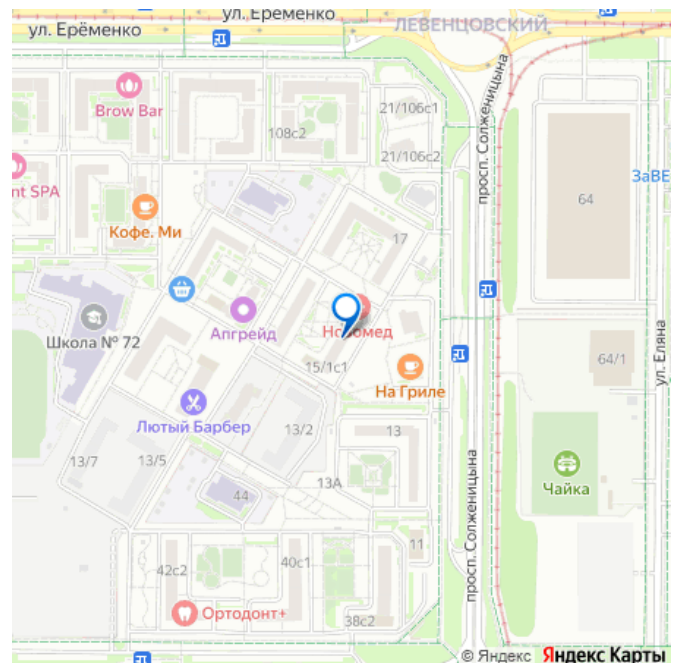 ул. Ерёменко
ул. Ерёменко
ЛЕВЕНЦОВСКИЙ
Brow Bar
108с2
21/106с1
21/106с2
просп. Солженицына
ЗаВЕ
64
nt SPA
Кофе. Ми
17
Школа № 72
Апгрейд
15/1с1
На Гриле
64/1
ул. Еляна
Лютый Барбер
13/2
13
13/7
13/5
13А
44
Чайка
просп. Солженицына
11
42с2
40с1
Ортодонт+
38с2
© Яндекс Яндекс Карты